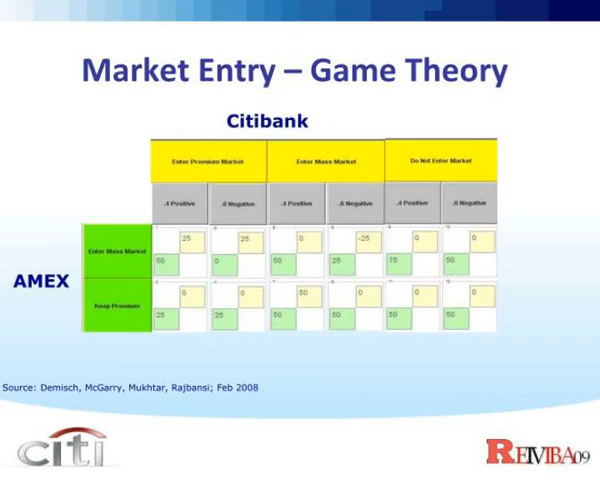 Market Entry – Game Theory
Citibank
Enter Premium Market Enter Mass Market Do Not Enter Market
.4 Positive .6 Negative .4 Positive .6 Negative .4 Positive .6 Negative
Enter Mass Market
25 25 0 -25 0 0
50 0 50 25 75 50
AMEX
Keep Premium
0 0 50 0 0 0
25 25 50 50 50 50
Source: Demisch, McGarry, Mukhtar, Rajbansi; Feb 2008
citi
REMBA09